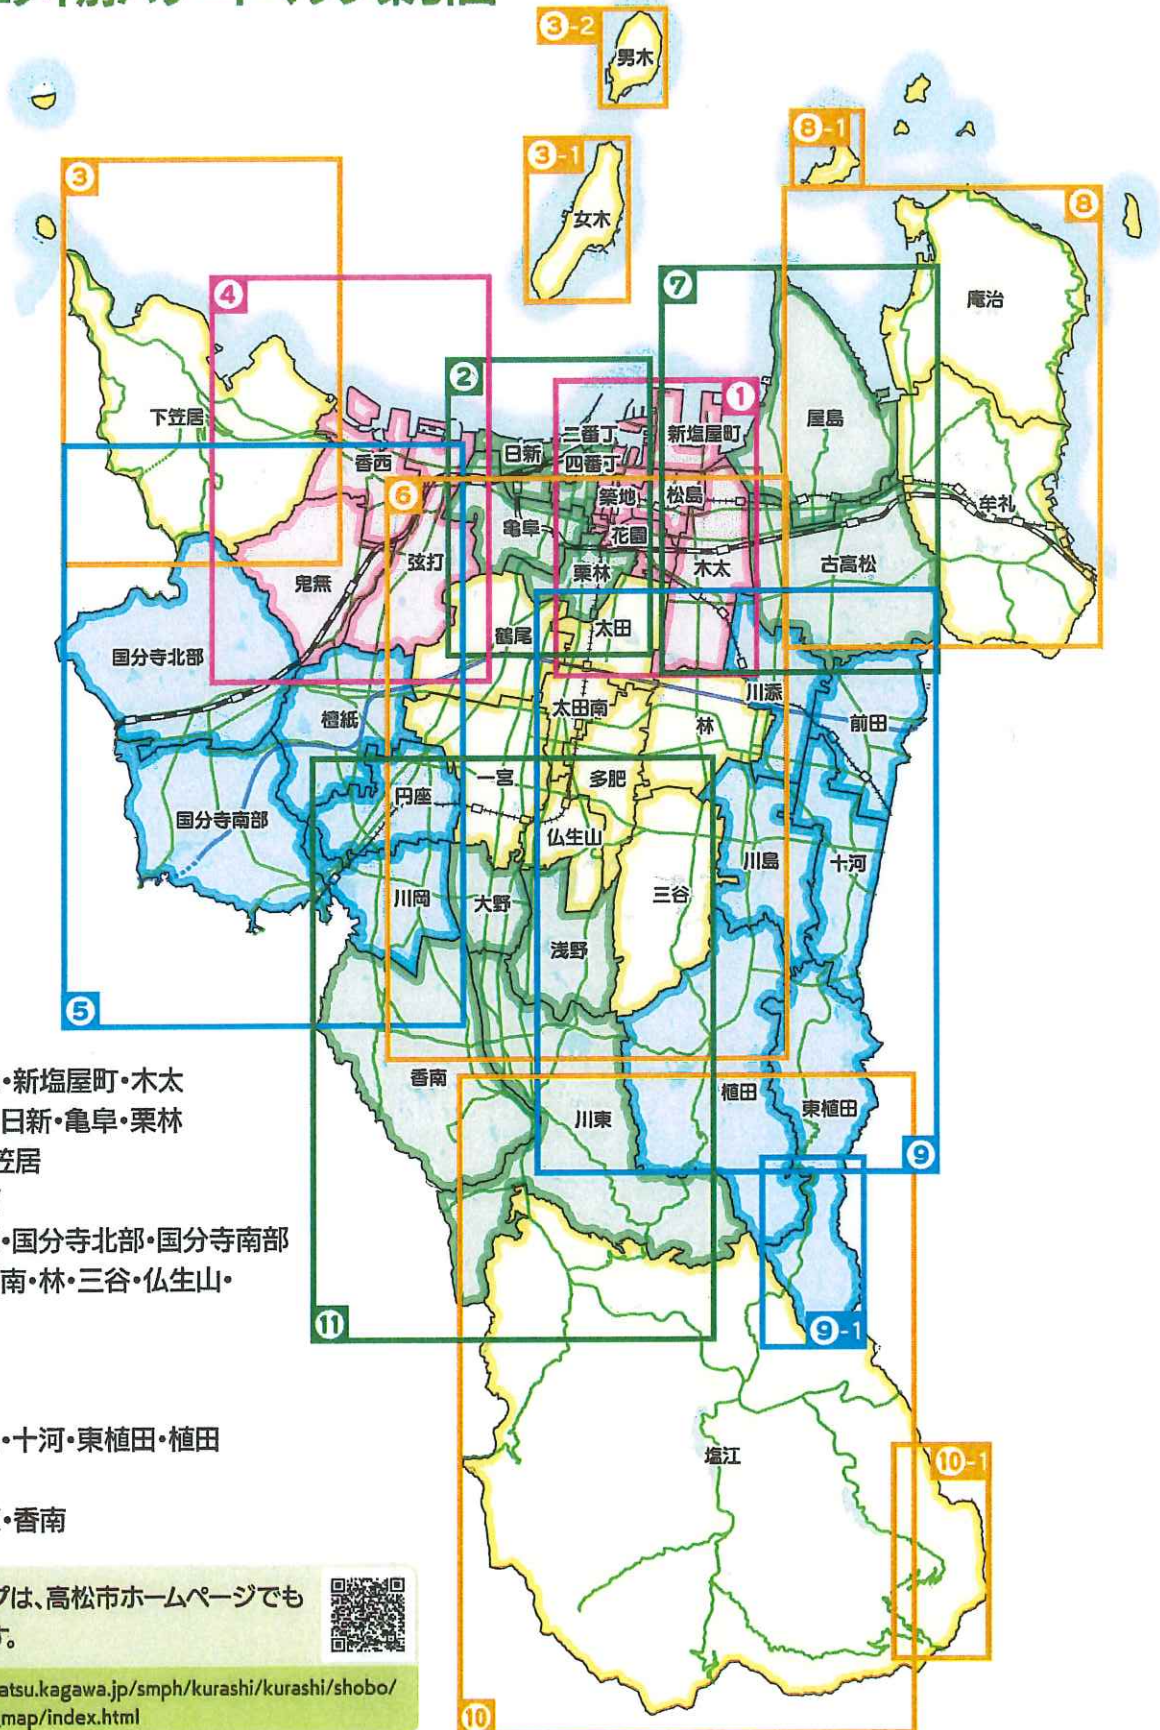 3-2
男木
8-1
3-1
女木
3
8
庵治
7
4
2
1
屋島
下笠居
二番丁
新塩屋町
日新
四番丁
香西
6
築地
松島
牟礼
亀阜
花園
弦打
木太
古高松
鬼無
栗林
鶴尾
太田
国分寺北部
川添
檀紙
太田南
林
前田
一宮
多肥
円座
国分寺南部
仏生山
川島
十河
三谷
川岡
大野
浅野
5
・新塩屋町・木太
香南
植田
東植田
日新・亀阜・栗林
川東
笠居
9
・国分寺北部・国分寺南部
南・林・三谷・仏生山・
11
9-1
・十河・東植田・植田
塩江
10-1
・香南
プは、高松市ホームページでも
す。
atsu.kagawa.jp/smph/kurashi/kurashi/shobo/
map/index.html
10